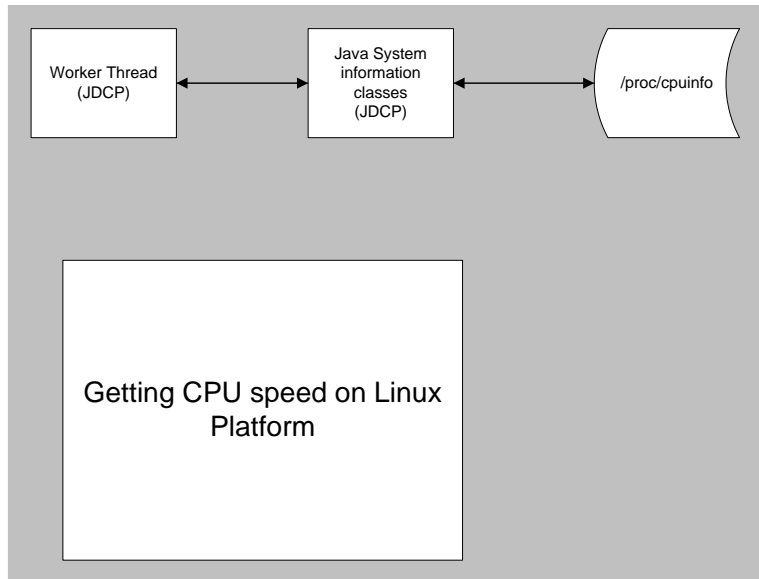 Worker Thread
(JDCP)
Java System
information
classes
(JDCP)
/proc/cpuinfo
Getting CPU speed on Linux
Platform